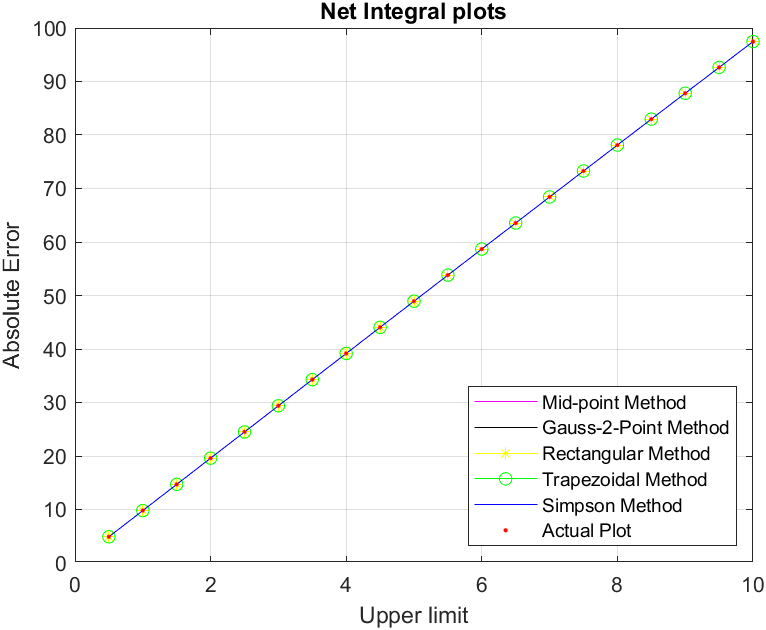 Net Integral plots
100
90
80
70
60
50
40
30
20
10
0
Absolute Error
Mid-point Method
Gauss-2-Point Method
Rectangular Method
Trapezoidal Method
Simpson Method
Actual Plot
0 2 4 6 8 10
Upper limit